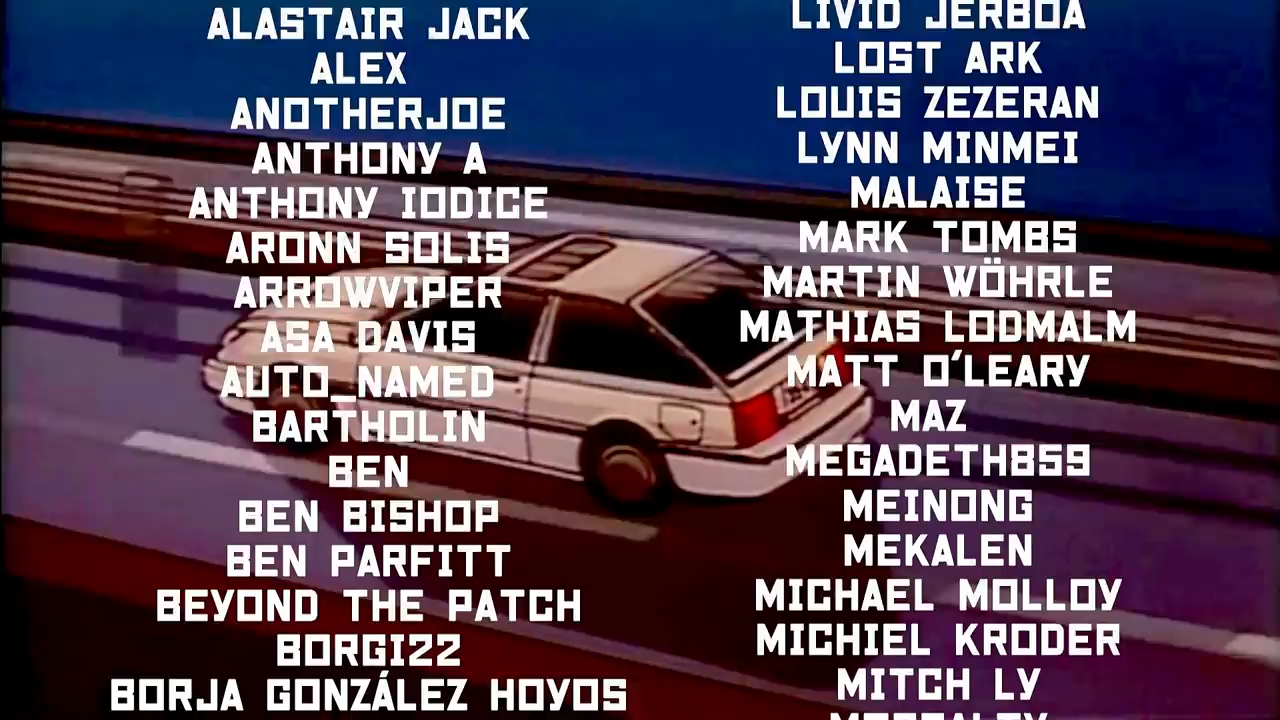 ALASTAIR JACK
ALEX
ANOTHERJOE
ANTHONY A
ANTHONY IODICE
ARONN SOLIS
ARROWVIPER
ASA DAVIS
AUTO_NAMED
BARTHOLIN
BEN
BEN BISHOP
BEN PARFITT
BEYOND THE PATCH
BORGI22
BORJA GONZÁLEZ HOYOS
LIVID JERBOA
LOST ARK
LOUIS ZEZERAN
LYNN MINMEI
MALAISE
MARK TOMBS
MARTIN WÖHRLE
MATHIAS LODMALM
MATT O'LEARY
MAZ
MEGADETH859
MEINONG
MEKALEN
MICHAEL MOLLOY
MICHIEL KRODER
MITCH LY